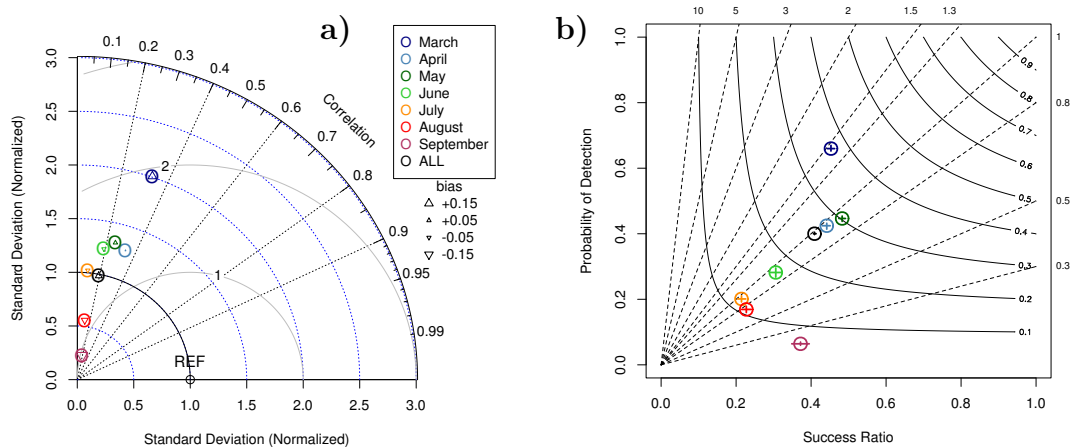 a)
Standard Deviation (Normalized)
3.0
2.5
2.0
1.5
1.0
0.5
0.0
0.0 0.5 1.0 1.5 2.0 2.5 3.0
Standard Deviation (Normalized)
0.1 0.2 0.3 0.4 0.5 0.6 0.7 0.8 0.9 0.95 0.99
Correlation
2
1
REF
March
April
May
June
July
August
September
ALL
bias
+0.15
+0.05
-0.05
-0.15
b)
10 5 3 2 1.5 1.3
1
0.8
0.5
0.3
Probability of Detection
1.0
0.8
0.6
0.4
0.2
0.0
0.9
0.8
0.7
0.6
0.5
0.4
0.3
0.2
0.1
0.0 0.2 0.4 0.6 0.8 1.0
Success Ratio